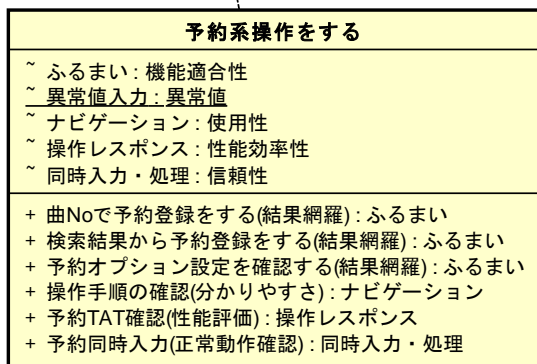 予約系操作をする
~ ふるまい : 機能適合性
~ 異常値入力 : 異常値
~ ナビゲーション : 使用性
~ 操作レスポンス : 性能効率性
~ 同時入力・処理 : 信頼性
+ 曲Noで予約登録をする(結果網羅) : ふるまい
+ 検索結果から予約登録をする(結果網羅) : ふるまい
+ 予約オプション設定を確認する(結果網羅) : ふるまい
+ 操作手順の確認(分かりやすさ) : ナビゲーション
+ 予約TAT確認(性能評価) : 操作レスポンス
+ 予約同時入力(正常動作確認) : 同時入力・処理